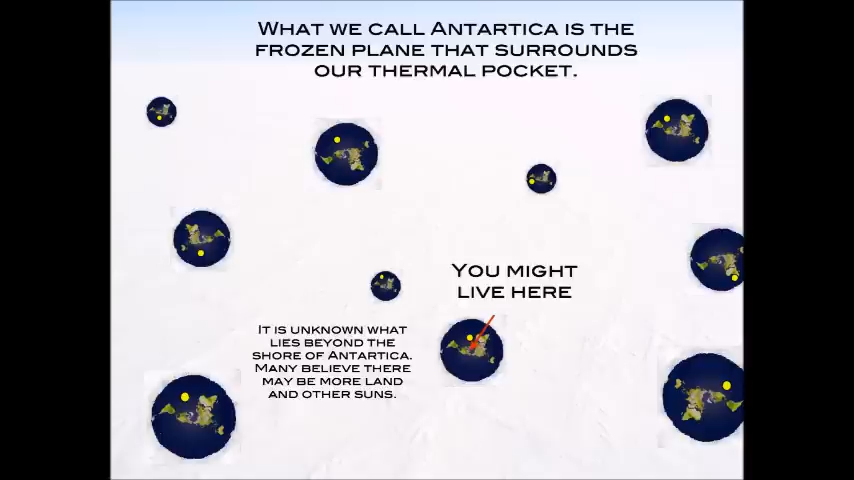 What we call Antartica is the
frozen plane that surrounds
our thermal pocket.
You might
live here
It is unknown what
lies beyond the
shore of Antartica.
Many believe there
may be more land
and other suns.